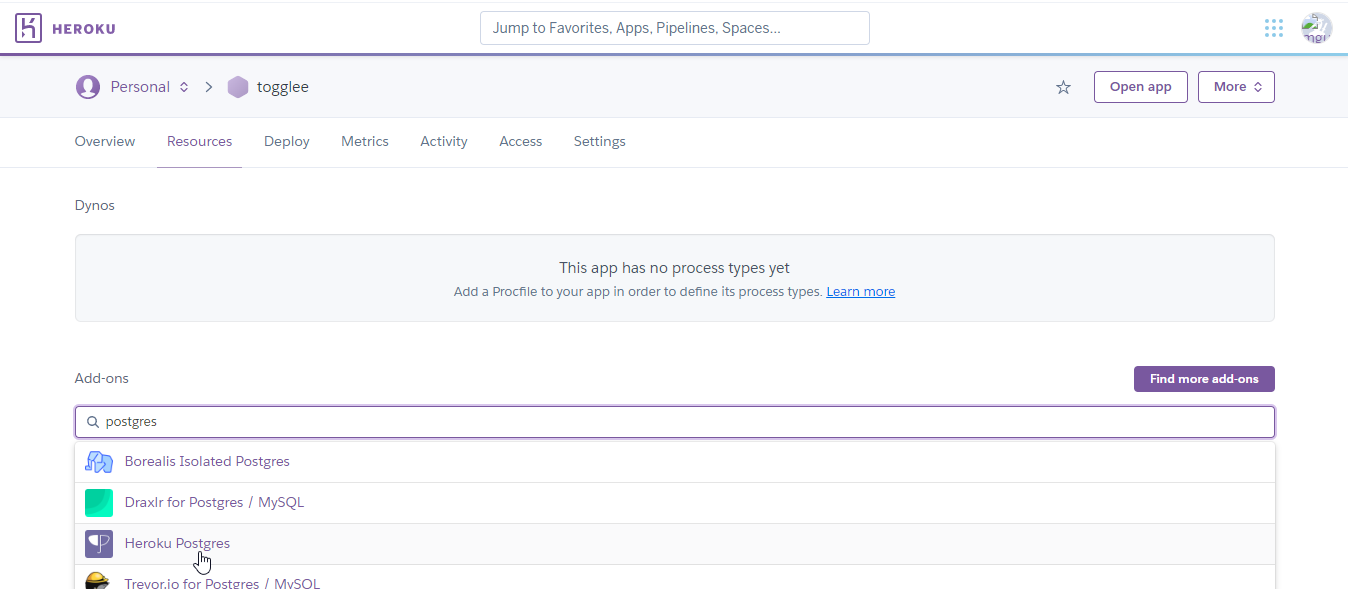 HEROKU
Jump to Favorites, Apps, Pipelines, Spaces...
Personal
togglee
Open app
More
Overview
Resources
Deploy
Metrics
Activity
Access
Settings
Dynos
This app has no process types yet
Add a Procfile to your app in order to define its process types. Learn more
Add-ons
Find more add-ons
postgres
Borealis Isolated Postgres
Draxlr for Postgres / MySQL
Heroku Postgres
Trevor.io for Postgres / MySQL